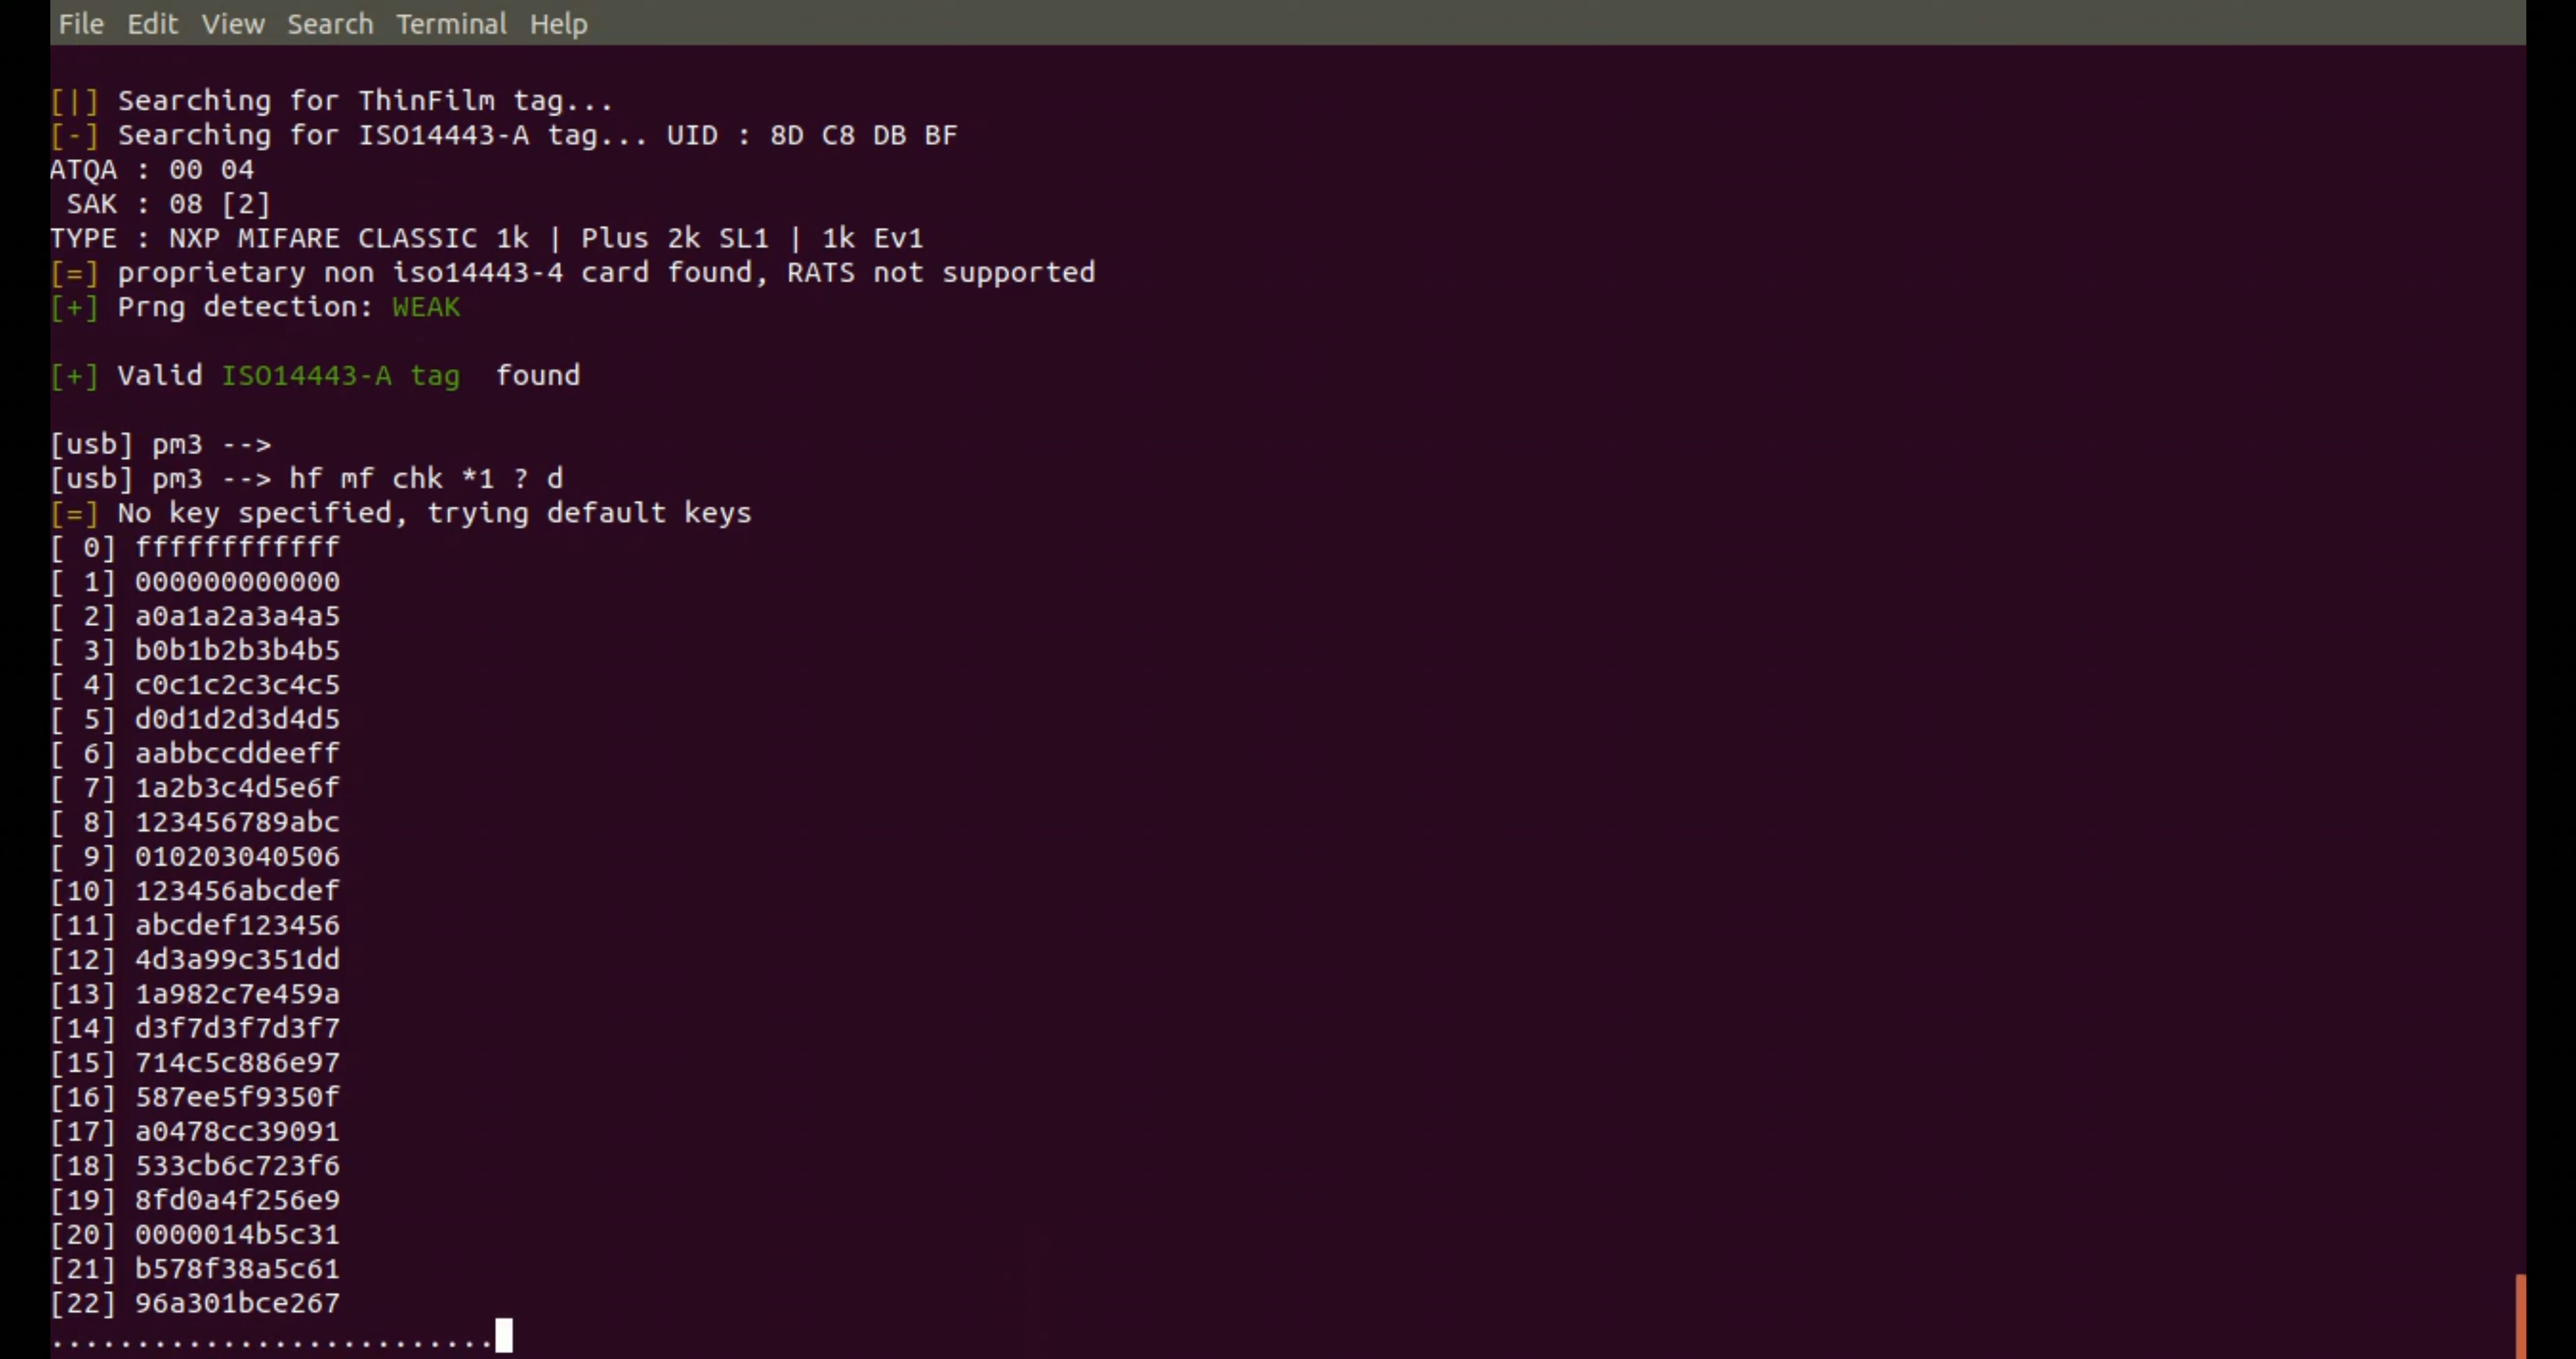 File Edit View Search Terminal Help
[|] Searching for ThinFilm tag...
[-] Searching for ISO14443-A tag... UID : 8D C8 DB BF
ATQA : 00 04
 SAK : 08 [2]
TYPE : NXP MIFARE CLASSIC 1k | Plus 2k SL1 | 1k Ev1
[=] proprietary non iso14443-4 card found, RATS not supported
[+] Prng detection: WEAK
[+] Valid ISO14443-A tag  found
[usb] pm3 -->
[usb] pm3 --> hf mf chk *1 ? d
[=] No key specified, trying default keys
[ 0] ffffffffffff
[ 1] 000000000000
[ 2] a0a1a2a3a4a5
[ 3] b0b1b2b3b4b5
[ 4] c0c1c2c3c4c5
[ 5] d0d1d2d3d4d5
[ 6] aabbccddeeff
[ 7] 1a2b3c4d5e6f
[ 8] 123456789abc
[ 9] 010203040506
[10] 123456abcdef
[11] abcdef123456
[12] 4d3a99c351dd
[13] 1a982c7e459a
[14] d3f7d3f7d3f7
[15] 714c5c886e97
[16] 587ee5f9350f
[17] a0478cc39091
[18] 533cb6c723f6
[19] 8fd0a4f256e9
[20] 0000014b5c31
[21] b578f38a5c61
[22] 96a301bce267
..........................